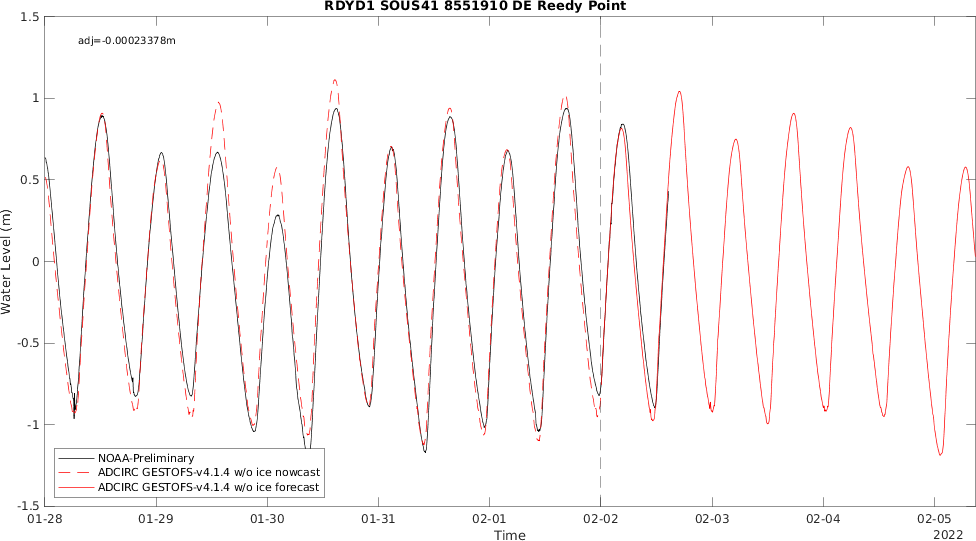 RDYD1 SOUS41 8551910 DE Reedy Point
adj=-0.00023378m
1.5
1
0.5
0
-0.5
-1
-1.5
Water Level (m)
NOAA-Preliminary
ADCIRC GESTOFS-v4.1.4 w/o ice nowcast
ADCIRC GESTOFS-v4.1.4 w/o ice forecast
01-28 01-29 01-30 01-31 02-01 02-02 02-03 02-04 02-05
Time
2022